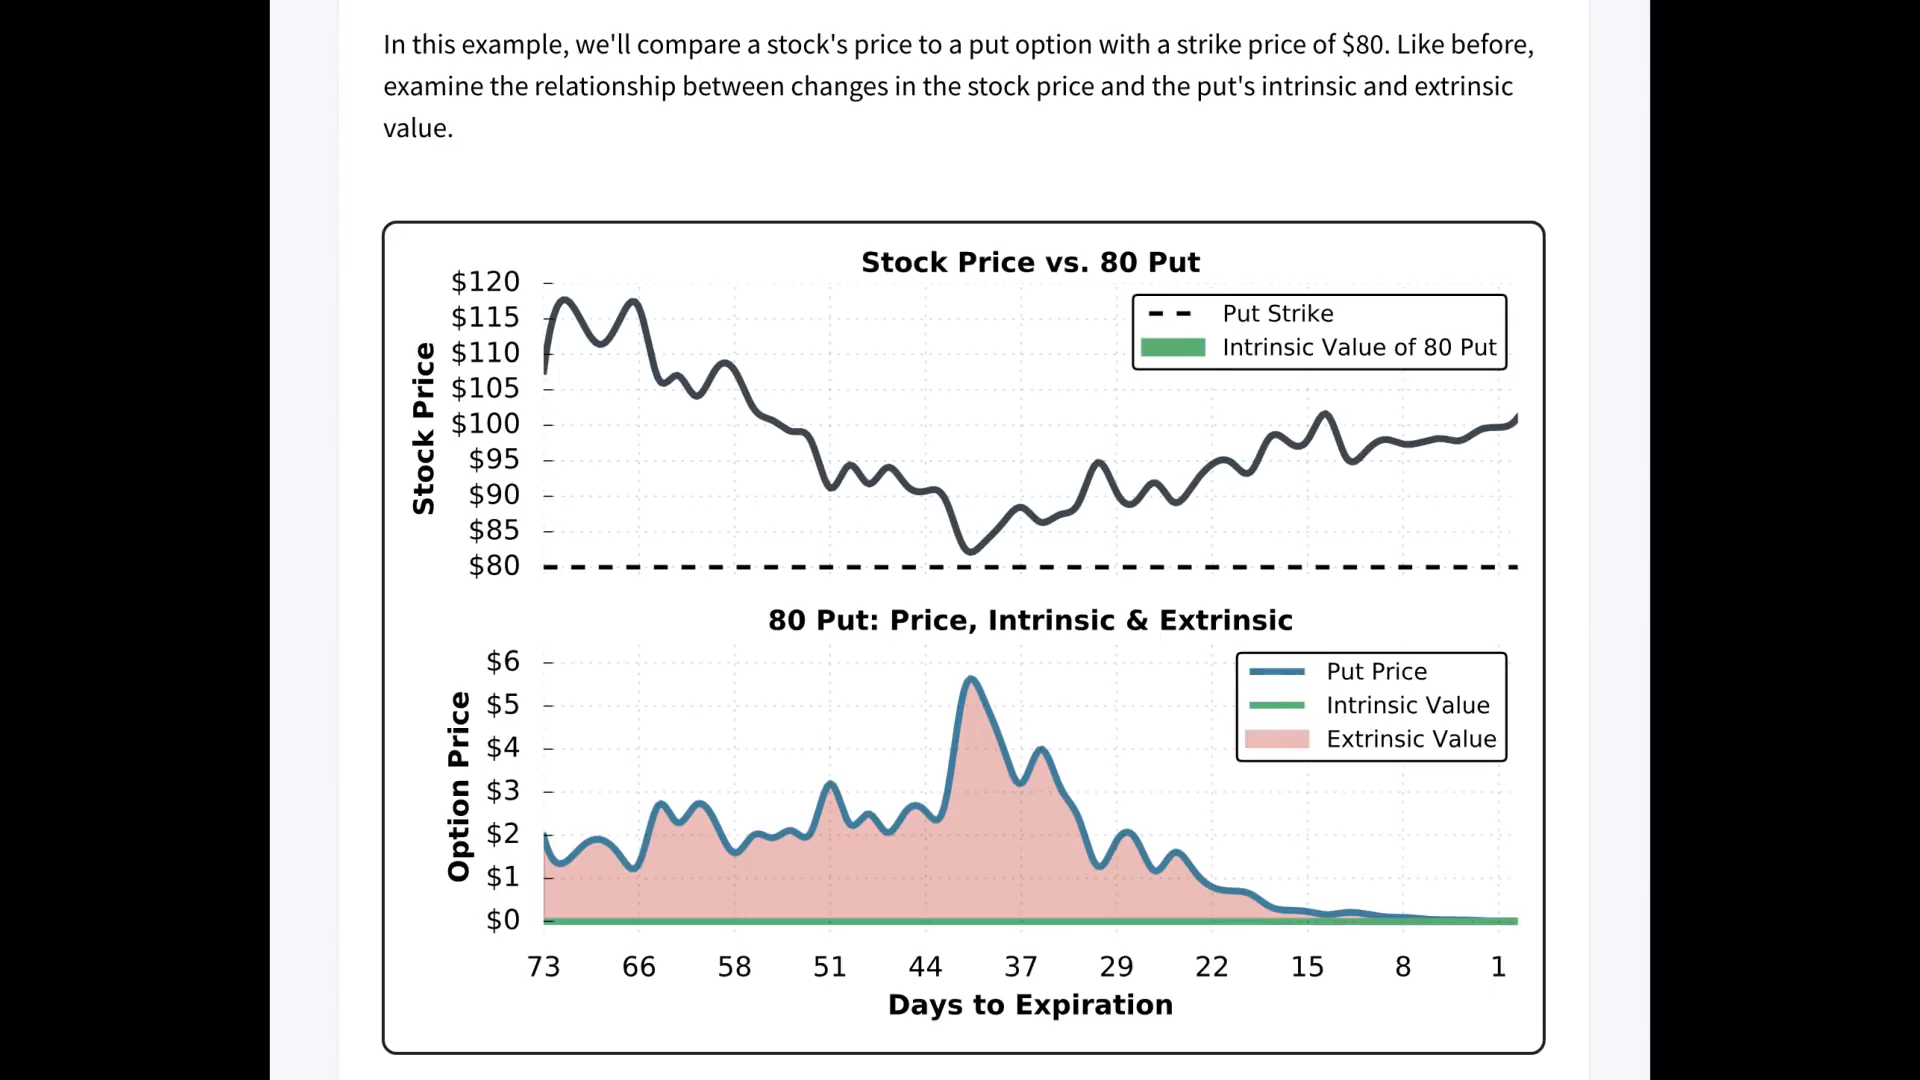 In this example, we'll compare a stock's price to a put option with a strike price of $80. Like before,
examine the relationship between changes in the stock price and the put's intrinsic and extrinsic
value.
Stock Price vs. 80 Put
$120
$115
$110
$105
$100
$95
$90
$85
$80
Stock Price
Put Strike
Intrinsic Value of 80 Put
80 Put: Price, Intrinsic & Extrinsic
$6
$5
$4
$3
$2
$1
$0
Option Price
Put Price
Intrinsic Value
Extrinsic Value
73 66 58 51 44 37 29 22 15 8 1
Days to Expiration